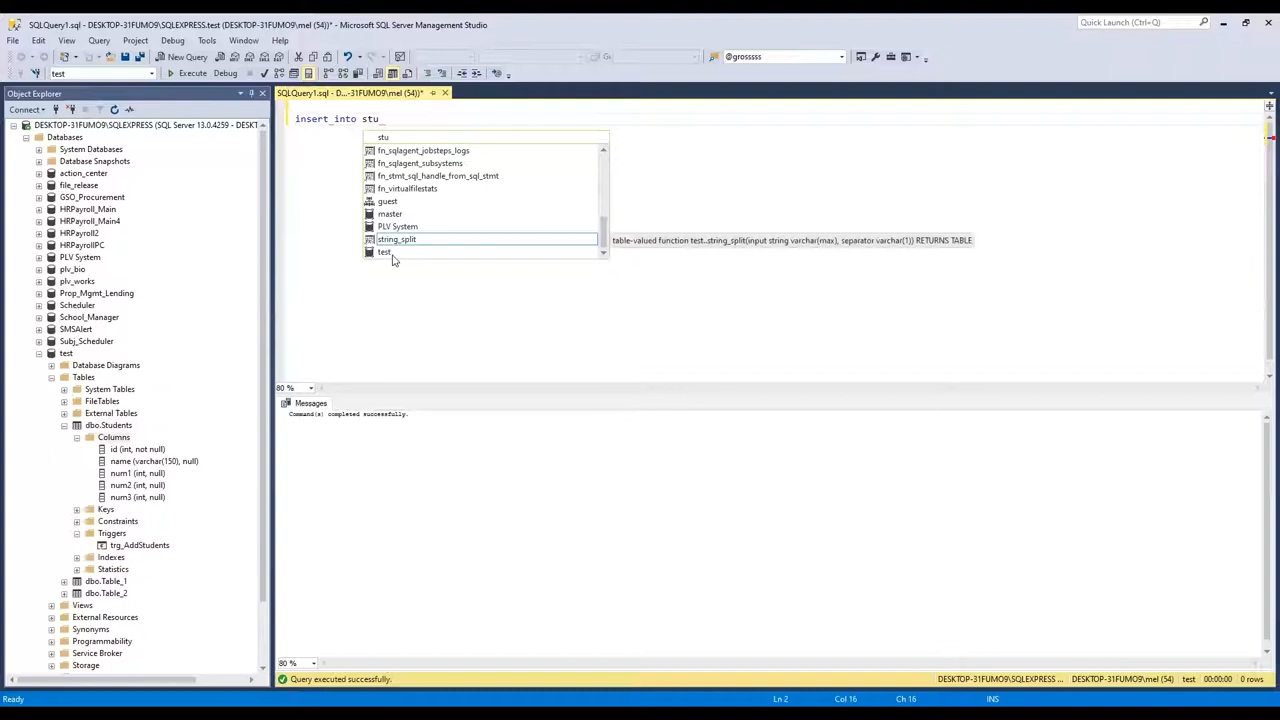 SQLQuery1.sql - DESKTOP-31FUMO9\SQLEXPRESS.test (DESKTOP-31FUMO9\mel (54))* - Microsoft SQL Server Management Studio
Quick Launch (Ctrl+Q)
File Edit View Query Project Debug Tools Window Help
New Query
@grossss
test
Execute Debug
Object Explorer
SQLQuery1.sql - D...-31FUMO9\mel (54))*
Connect
DESKTOP-31FUMO9\SQLEXPRESS (SQL Server 13.0.4259 - DESKT
Databases
System Databases
Database Snapshots
action_center
file_release
GSO_Procurement
HRPayroll_Main
HRPayroll_Main4
HRPayroll2
HRPayrollPC
PLV System
plv_bio
plv_works
Prop_Mgmt_Lending
Scheduler
School_Manager
SMSAlert
Subj_Scheduler
test
Database Diagrams
Tables
System Tables
FileTables
External Tables
dbo.Students
Columns
id (int, not null)
name (varchar(150), null)
num1 (int, null)
num2 (int, null)
num3 (int, null)
Keys
Constraints
Triggers
trg_AddStudents
Indexes
Statistics
dbo.Table_1
dbo.Table_2
Views
External Resources
Synonyms
Programmability
Service Broker
Storage
insert into stu
stu
fn_sqlagent_jobsteps_logs
fn_sqlagent_subsystems
fn_stmt_sql_handle_from_sql_stmt
fn_virtualfilestats
guest
master
PLV System
string_split
test
table-valued function test..string_split(input string varchar(max), separator varchar(1)) RETURNS TABLE
80 %
Messages
Command(s) completed successfully.
80 %
Query executed successfully.
DESKTOP-31FUMO9\SQLEXPRESS ... DESKTOP-31FUMO9\mel (54) test 00:00:00 0 rows
Ready
Ln 2 Col 16 Ch 16 INS